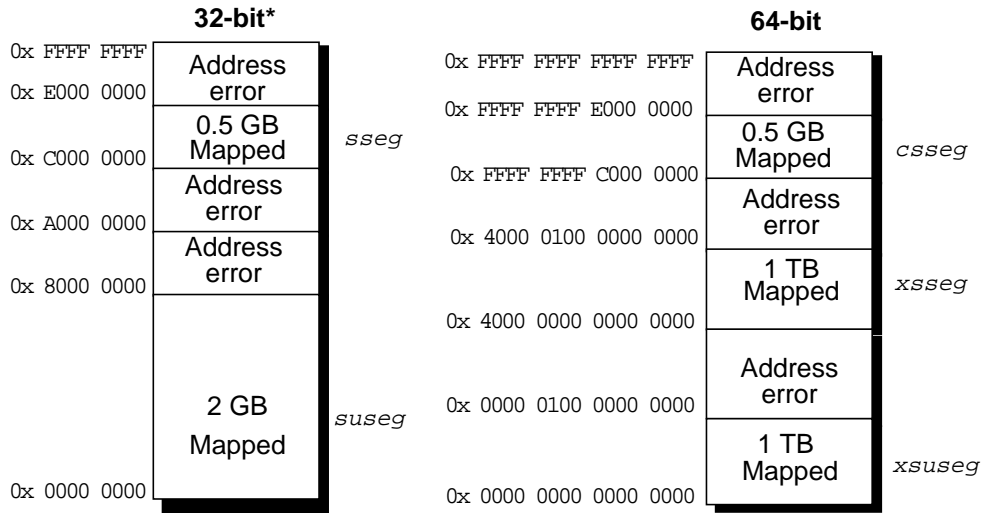 32-bit*
0x FFFF FFFF
Address
error
0x E000 0000
0.5 GB
Mapped
sseg
0x C000 0000
Address
error
0x A000 0000
Address
error
0x 8000 0000
2 GB
Mapped
suseg
0x 0000 0000
64-bit
0x FFFF FFFF FFFF FFFF
Address
error
0x FFFF FFFF E000 0000
0.5 GB
Mapped
csseg
0x FFFF FFFF C000 0000
Address
error
0x 4000 0100 0000 0000
1 TB
Mapped
xsseg
0x 4000 0000 0000 0000
Address
error
0x 0000 0100 0000 0000
1 TB
Mapped
xsuseg
0x 0000 0000 0000 0000